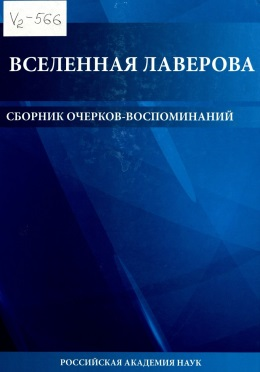 V2-566
ВСЕЛЕННАЯ ЛАВЕРОВА
СБОРНИК ОЧЕРКОВ-ВОСПОМИНАНИЙ
РОССИЙСКАЯ АКАДЕМИЯ НАУК